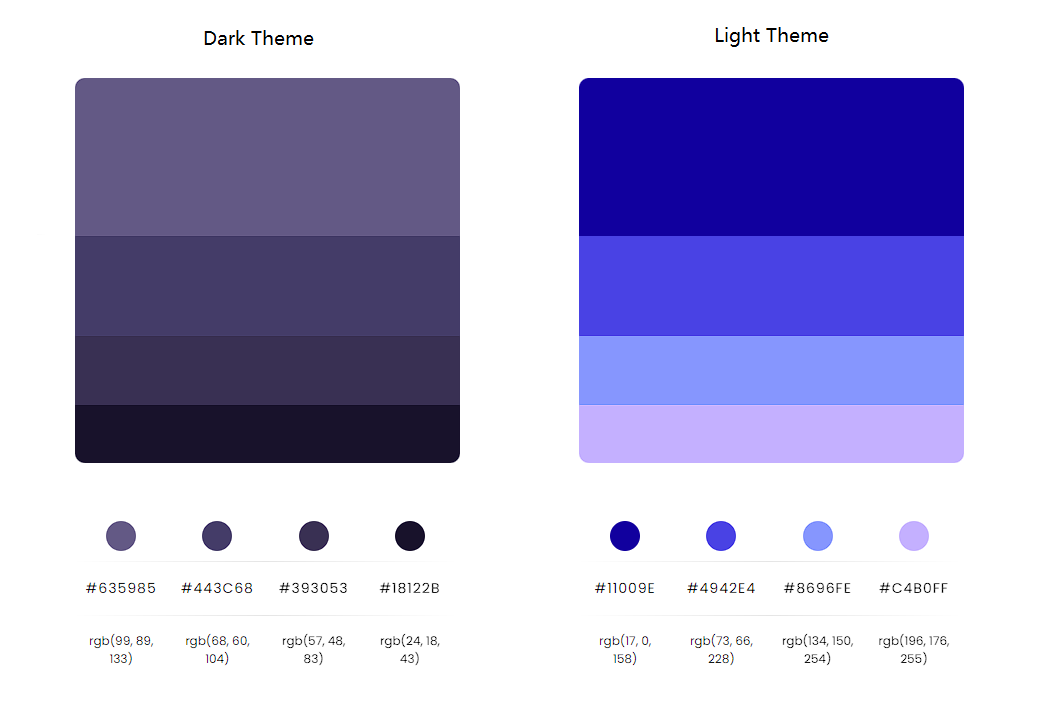 Dark Theme
Light Theme
#635985 #443C68 #393053 #18122B
rgb(99, 89,
133)
rgb(68, 60,
104)
rgb(57, 48,
83)
rgb(24, 18,
43)
#11009E #4942E4 #8696FE #C4B0FF
rgb(17, 0,
158)
rgb(73, 66,
228)
rgb(134, 150,
254)
rgb(196, 176,
255)